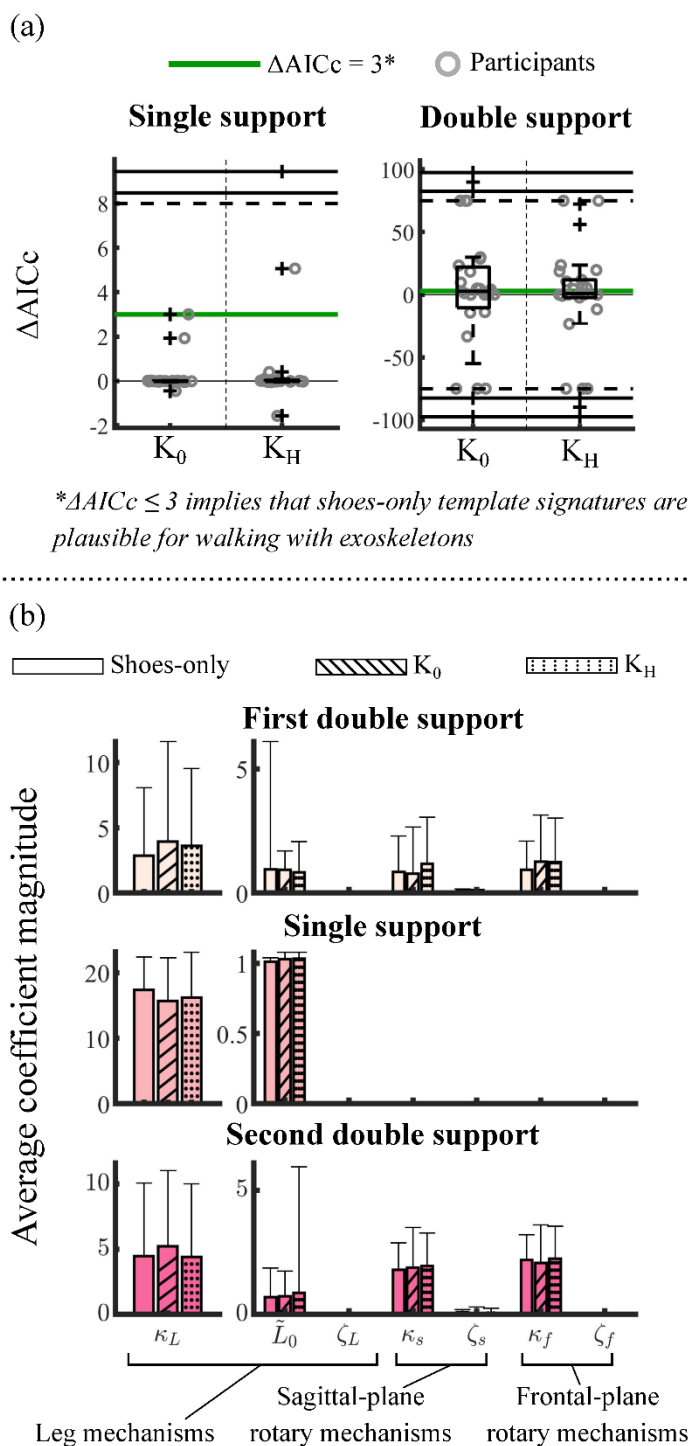 (a)
ΔAICc = 3* Participants
Single support Double support
ΔAICc
8
6
4
2
0
-2
100
50
0
-50
-100
K0 KH K0 KH
*ΔAICc ≤ 3 implies that shoes-only template signatures are
plausible for walking with exoskeletons
(b)
Shoes-only K0 KH
Average coefficient magnitude
First double support
10
5
0
5
0
Single support
20
10
0
1
0.5
0
Second double support
10
5
0
5
0
κL L̃0 ζL κs ζs κf ζf
Leg mechanisms
Sagittal-plane
rotary mechanisms
Frontal-plane
rotary mechanisms